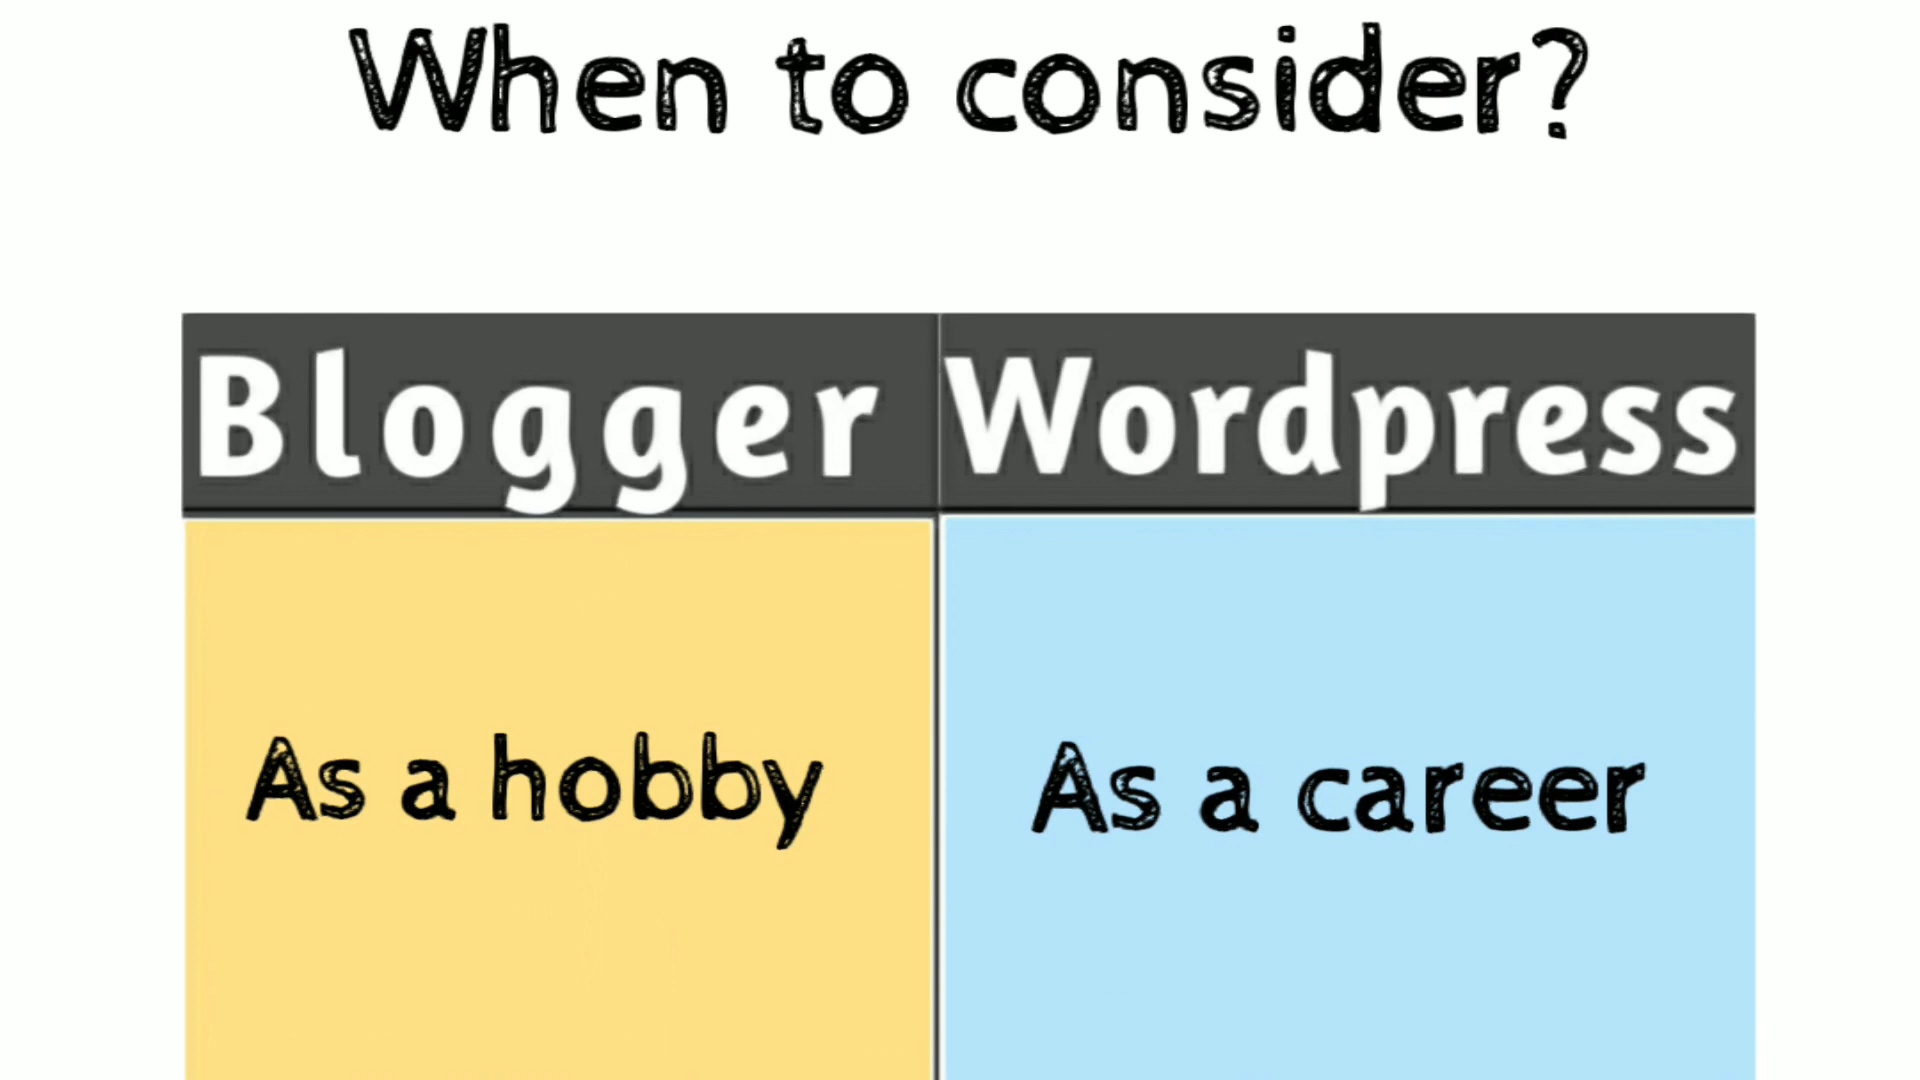 When to consider?
Blogger
Wordpress
As a hobby
As a career